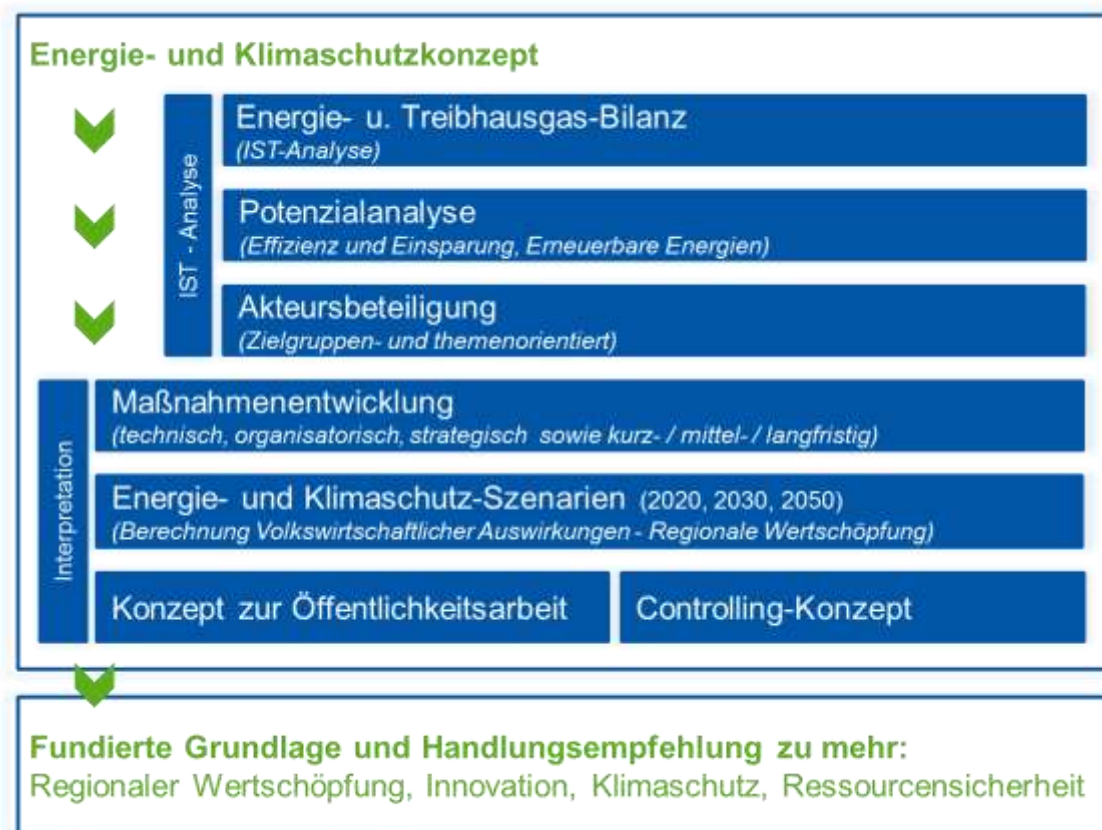 Energie- und Klimaschutzkonzept
IST - Analyse
Energie- u. Treibhausgas-Bilanz
(IST-Analyse)
Potenzialanalyse
(Effizienz und Einsparung, Erneuerbare Energien)
Akteursbeteiligung
(Zielgruppen- und themenorientiert)
Interpretation
Maßnahmenentwicklung
(technisch, organisatorisch, strategisch sowie kurz- / mittel- / langfristig)
Energie- und Klimaschutz-Szenarien (2020, 2030, 2050)
(Berechnung Volkswirtschaftlicher Auswirkungen - Regionale Wertschöpfung)
Konzept zur Öffentlichkeitsarbeit
Controlling-Konzept
Fundierte Grundlage und Handlungsempfehlung zu mehr:
Regionaler Wertschöpfung, Innovation, Klimaschutz, Ressourcensicherheit